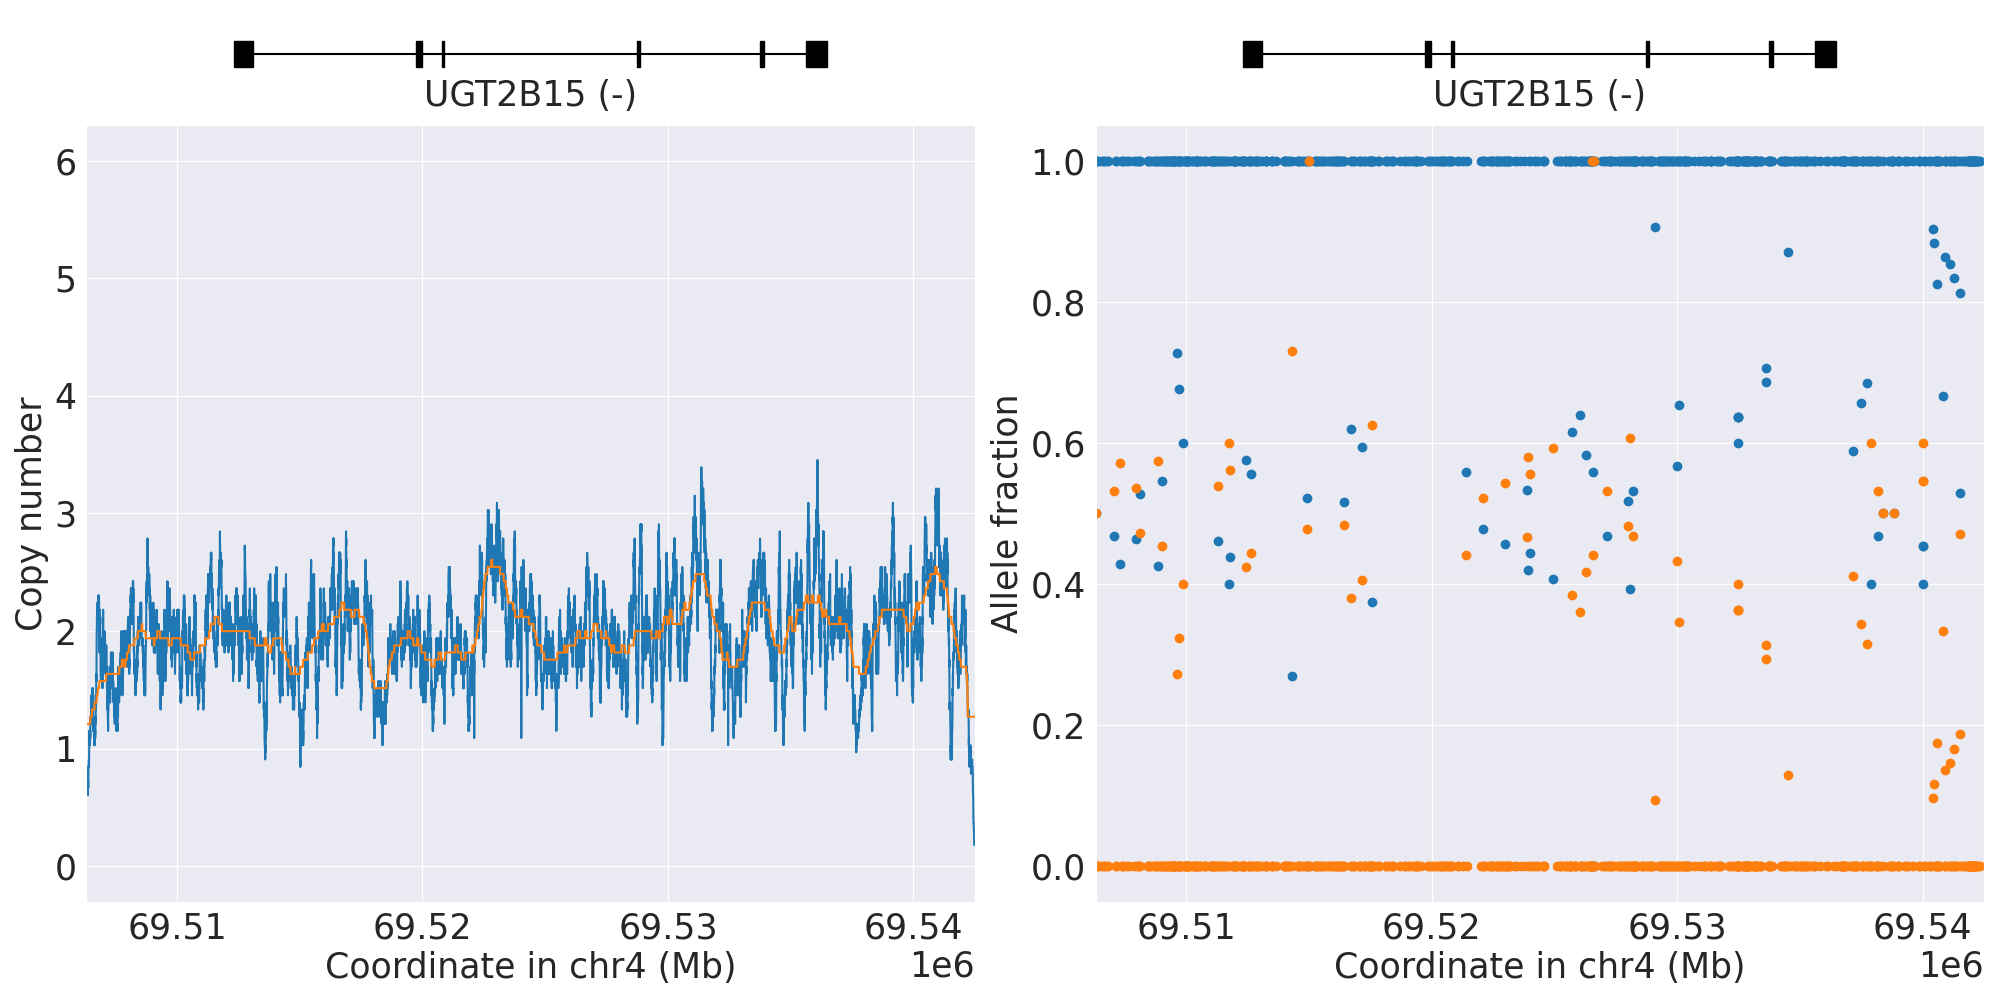 UGT2B15 (-)
6
5
4
3
2
1
0
Copy number
69.51 69.52 69.53 69.54
Coordinate in chr4 (Mb)
1e6
UGT2B15 (-)
1.0
0.8
0.6
0.4
0.2
0.0
Allele fraction
69.51 69.52 69.53 69.54
Coordinate in chr4 (Mb)
1e6